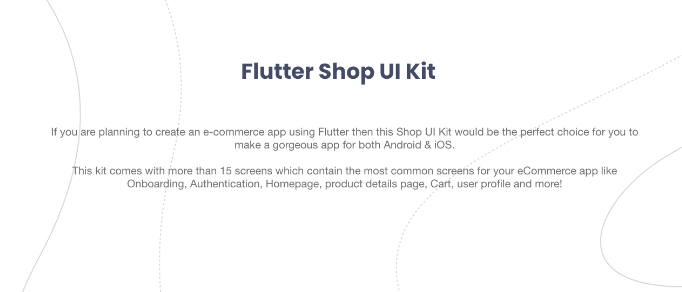 Flutter Shop UI Kit
If you are planning to create an e-commerce app using Flutter then this Shop UI Kit would be the perfect choice for you to
make a gorgeous app for both Android & iOS.
This kit comes with more than 15 screens which contain the most common screens for your eCommerce app like
Onboarding, Authentication, Homepage, product details page, Cart, user profile and more!